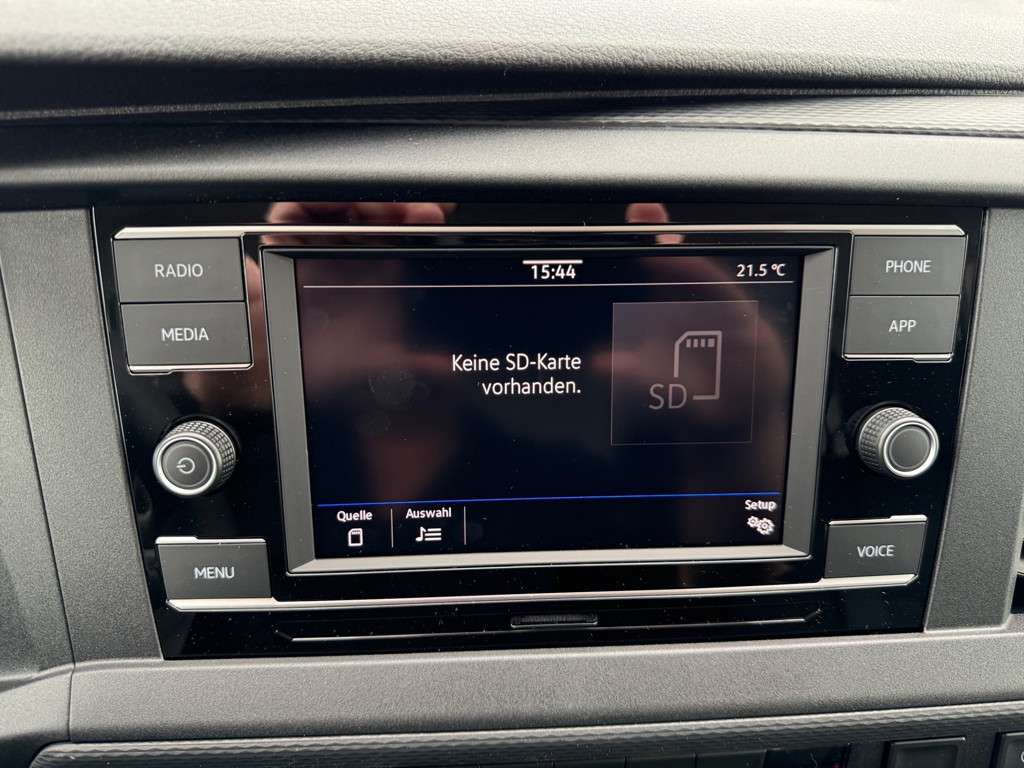 RADIO
MEDIA
MENU
15:44
21.5 °C
Keine SD-Karte
vorhanden.
SD
Quelle
Auswahl
Setup
PHONE
APP
VOICE